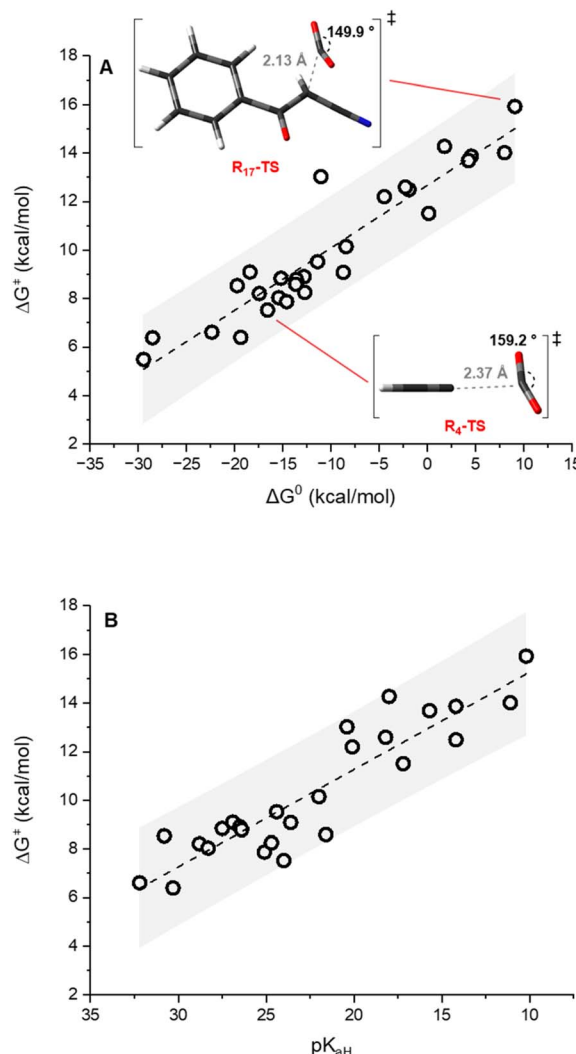 A
‡
149.9 °
2.13 Å
R17-TS
18
16
14
12
10
8
6
4
2
ΔG‡ (kcal/mol)
159.2 °
‡
2.37 Å
R4-TS
−35 −30 −25 −20 −15 −10 −5 0 5 10 15
ΔG0 (kcal/mol)
B
18
16
14
12
10
8
6
4
2
ΔG‡ (kcal/mol)
35 30 25 20 15 10
pKaH